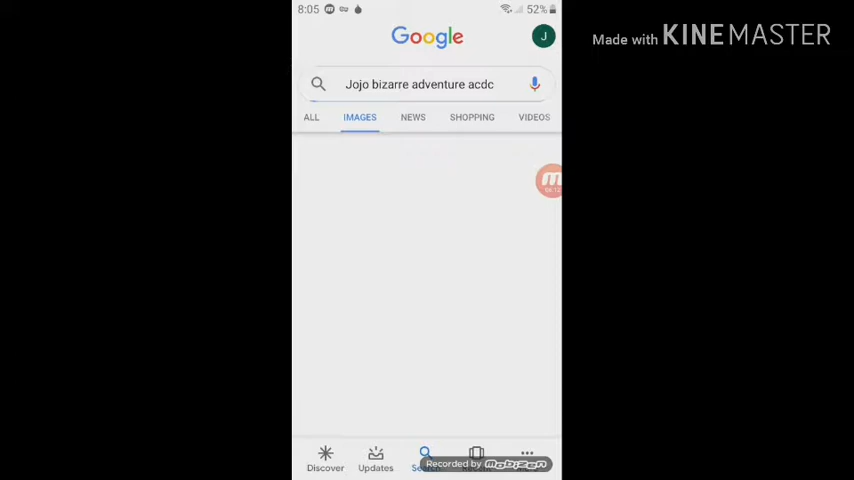 8:05
52%
Google
J
Made with KINEMASTER
Jojo bizarre adventure acdc
ALL IMAGES NEWS SHOPPING VIDEOS
Discover Updates
Recorded by mobizen